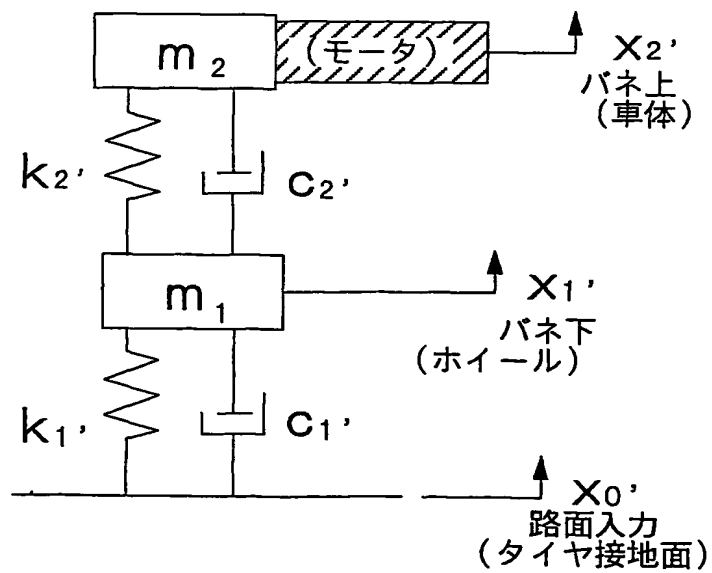 m₂
(モータ)
x₂'
バネ上
(車体)
k₂'
c₂'
m₁
x₁'
バネ下
(ホイール)
k₁'
c₁'
x₀'
路面入力
(タイヤ接地面)